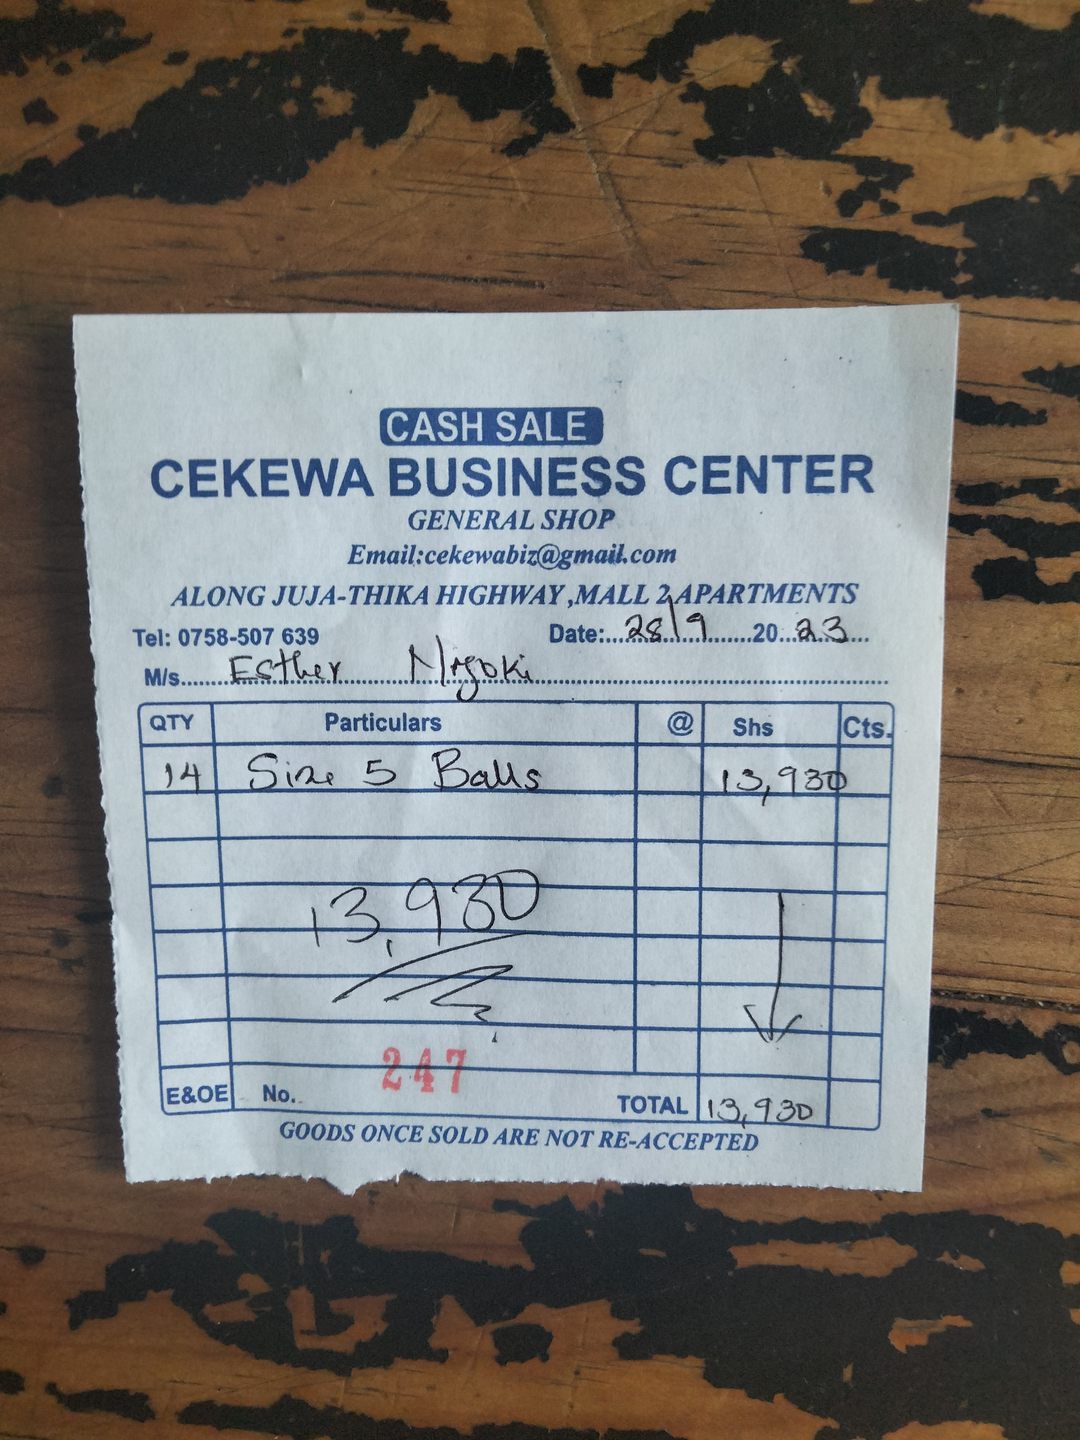 CASH SALE
CEKEWA BUSINESS CENTER
GENERAL SHOP
Email:cekewabiz@gmail.com
ALONG JUJA-THIKA HIGHWAY,MALL 2 APARTMENTS
Tel: 0758-507 639 Date:...28/9...20...23...
M/s...Esther
QTY Particulars @ Shs Cts.
14 Size 5 Balls 13,930
13,930
247
E&OE No. TOTAL 13,930
GOODS ONCE SOLD ARE NOT RE-ACCEPTED